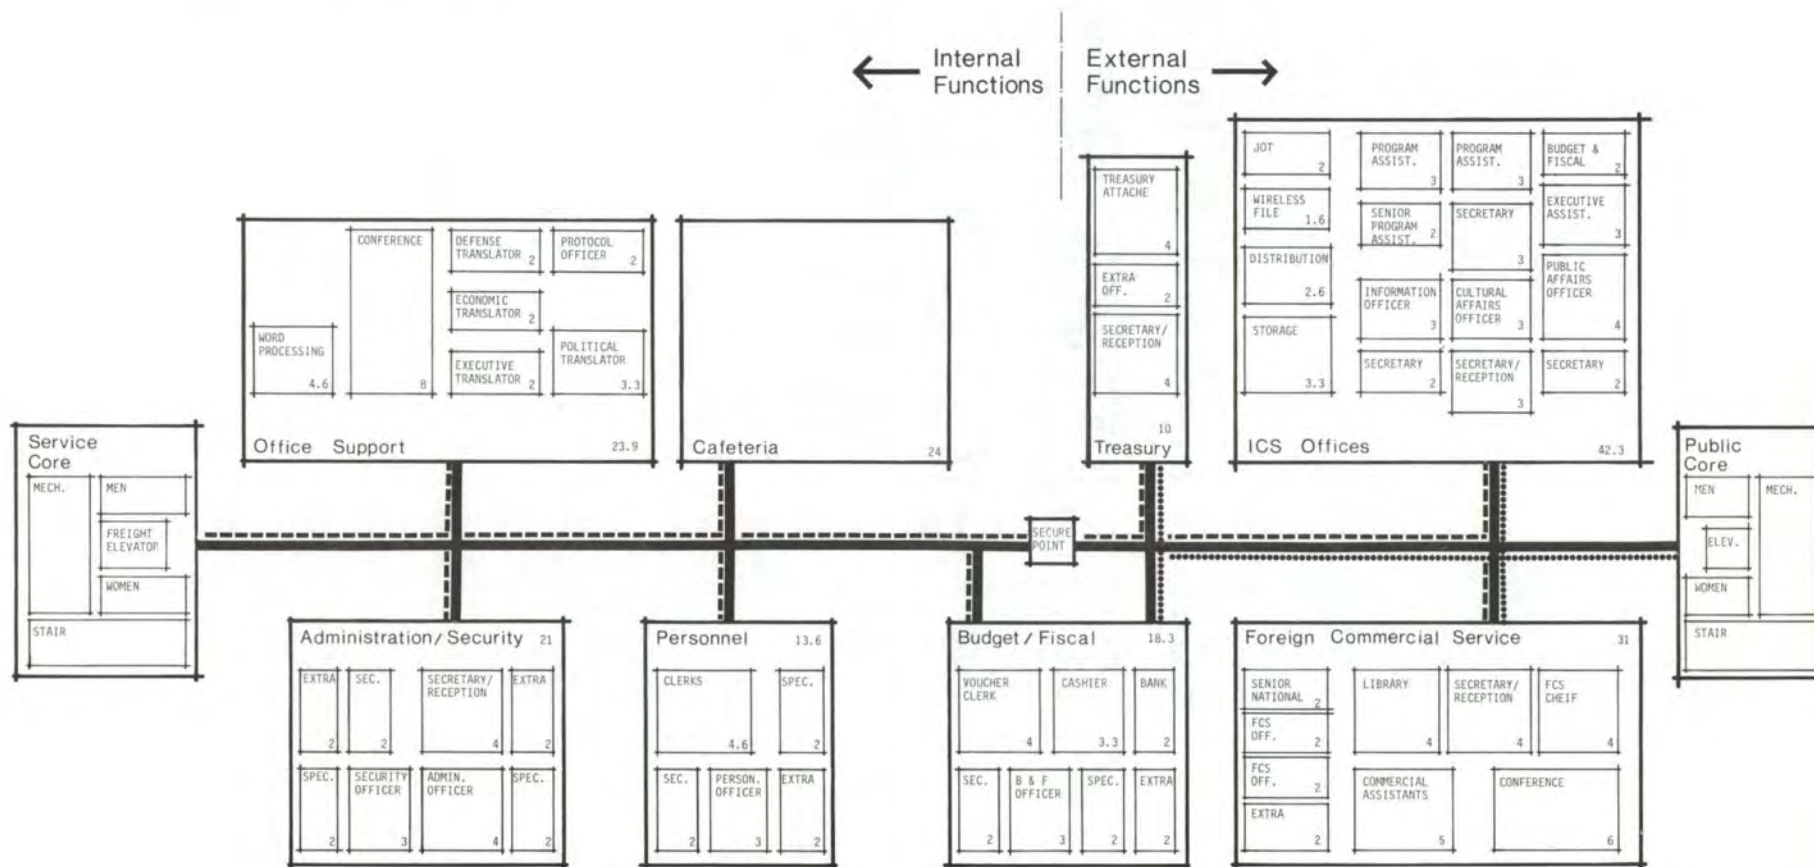 Internal
Functions
External
Functions
CONFERENCE
DEFENSE
TRANSLATOR 2
PROTOCOL
OFFICER 2
ECONOMIC
TRANSLATOR 2
WORD
PROCESSING
4.6
8
EXECUTIVE
TRANSLATOR 2
POLITICAL
TRANSLATOR
3.3
Office Support
23.9
Cafeteria
24
TREASURY
ATTACHE
4
EXTRA
OFF.
2
SECRETARY/
RECEPTION
4
10
Treasury
JOT
2
PROGRAM
ASSIST.
3
PROGRAM
ASSIST.
3
BUDGET &
FISCAL
2
WIRELESS
FILE
1.6
SENIOR
PROGRAM 2
ASSIST.
SECRETARY
3
EXECUTIVE
ASSIST.
3
DISTRIBUTION
2.6
INFORMATION
OFFICER
3
CULTURAL
AFFAIRS
OFFICER
3
PUBLIC
AFFAIRS
OFFICER
4
STORAGE
3.3
SECRETARY
2
SECRETARY/
RECEPTION
3
SECRETARY
2
ICS Offices
42.3
Service
Core
MECH.
MEN
FREIGHT
ELEVATOR
WOMEN
STAIR
SECURE
POINT
Public
Core
MEN
MECH.
ELEV.
WOMEN
STAIR
Administration/Security 21
EXTRA
2
SEC.
2
SECRETARY/
RECEPTION
4
EXTRA
2
SPEC.
2
SECURITY
OFFICER
3
ADMIN.
OFFICER
4
SPEC.
2
Personnel 13.6
CLERKS
4.6
SPEC.
2
SEC.
2
PERSON.
OFFICER
3
EXTRA
2
Budget/Fiscal 18.3
VOUCHER
CLERK
4
CASHIER
3.3
BANK
2
SEC.
2
B & F
OFFICER
3
SPEC.
2
EXTRA
2
Foreign Commercial Service 31
SENIOR
NATIONAL 2
LIBRARY
4
SECRETARY/
RECEPTION
4
FCS
CHEIF
4
FCS
OFF.
2
FCS
OFF.
2
COMMERCIAL
ASSISTANTS
5
CONFERENCE
6
EXTRA
2